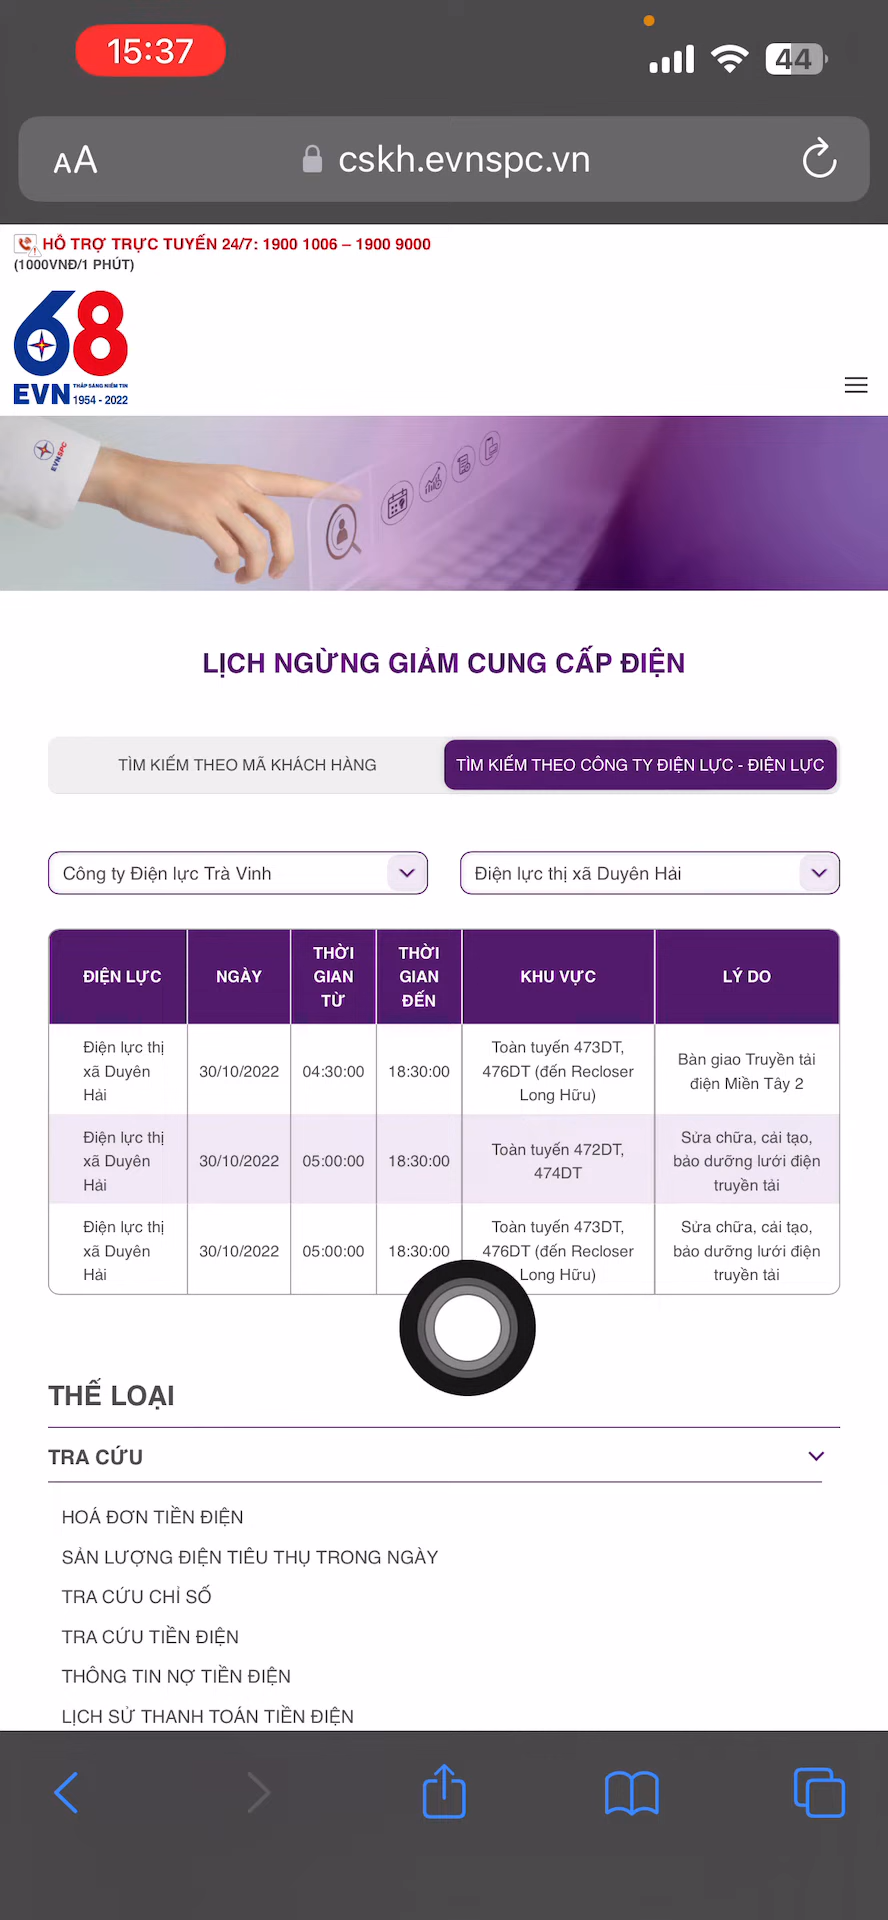 15:37
44
AA
cskh.evnspc.vn
HỖ TRỢ TRỰC TUYẾN 24/7: 1900 1006 – 1900 9000
(1000VNĐ/1 PHÚT)
68
EVN THẮP SÁNG NIỀM TIN
1954 - 2022
EVNSPC
LỊCH NGỪNG GIẢM CUNG CẤP ĐIỆN
TÌM KIẾM THEO MÃ KHÁCH HÀNG
TÌM KIẾM THEO CÔNG TY ĐIỆN LỰC - ĐIỆN LỰC
Công ty Điện lực Trà Vinh
Điện lực thị xã Duyên Hải
ĐIỆN LỰC
NGÀY
THỜI
GIAN
TỪ
THỜI
GIAN
ĐẾN
KHU VỰC
LÝ DO
Điện lực thị
xã Duyên
Hải
30/10/2022
04:30:00
18:30:00
Toàn tuyến 473DT,
476DT (đến Recloser
Long Hữu)
Bàn giao Truyền tải
điện Miền Tây 2
Điện lực thị
xã Duyên
Hải
30/10/2022
05:00:00
18:30:00
Toàn tuyến 472DT,
474DT
Sửa chữa, cải tạo,
bảo dưỡng lưới điện
truyền tải
Điện lực thị
xã Duyên
Hải
30/10/2022
05:00:00
18:30:00
Toàn tuyến 473DT,
476DT (đến Recloser
Long Hữu)
Sửa chữa, cải tạo,
bảo dưỡng lưới điện
truyền tải
THỂ LOẠI
TRA CỨU
HOÁ ĐƠN TIỀN ĐIỆN
SẢN LƯỢNG ĐIỆN TIÊU THỤ TRONG NGÀY
TRA CỨU CHỈ SỐ
TRA CỨU TIỀN ĐIỆN
THÔNG TIN NỢ TIỀN ĐIỆN
LỊCH SỬ THANH TOÁN TIỀN ĐIỆN